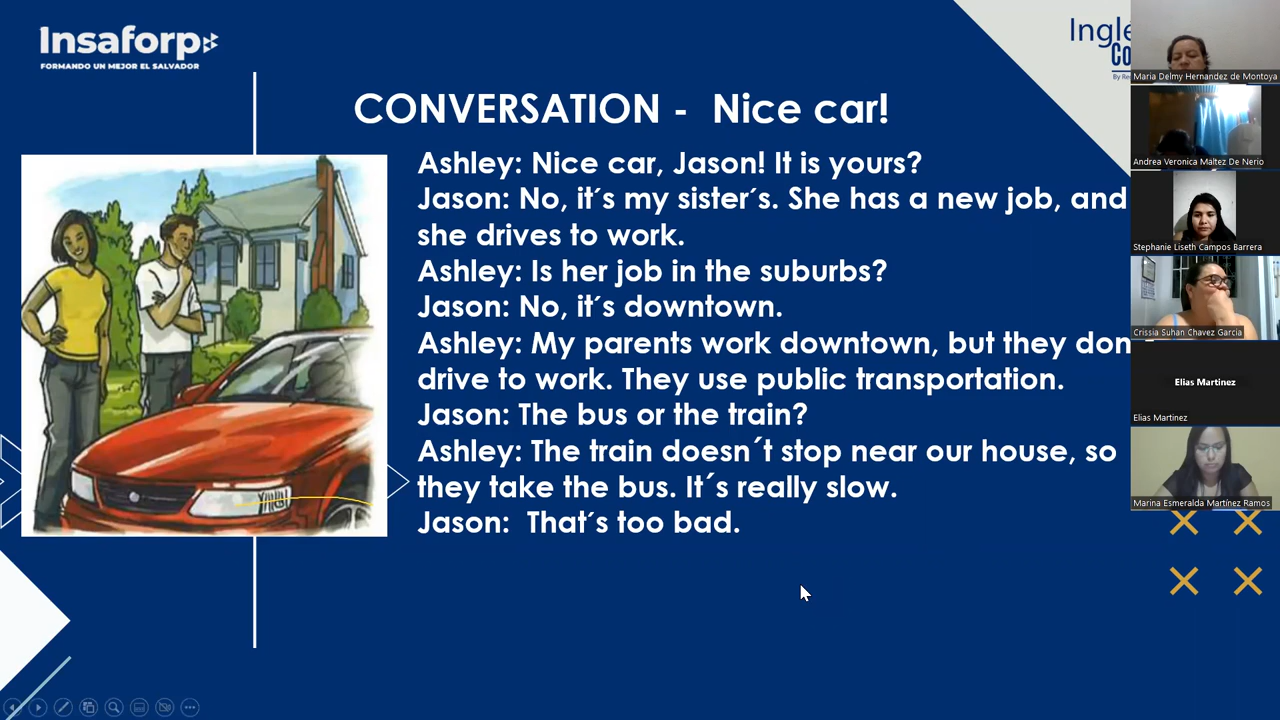 Insaforp
FORMANDO UN MEJOR EL SALVADOR
CONVERSATION - Nice car!
Ashley: Nice car, Jason! It is yours?
Jason: No, it´s my sister´s. She has a new job, and
she drives to work.
Ashley: Is her job in the suburbs?
Jason: No, it´s downtown.
Ashley: My parents work downtown, but they don
drive to work. They use public transportation.
Jason: The bus or the train?
Ashley: The train doesn´t stop near our house, so
they take the bus. It´s really slow.
Jason: That´s too bad.
Maria Delmy Hernandez de Montoya
Andrea Veronica Maltez De Nerio
Stephanie Liseth Campos Barrera
Crissia Suhan Chavez Garcia
Elias Martinez
Elias Martinez
Marina Esmeralda Martínez Ramos